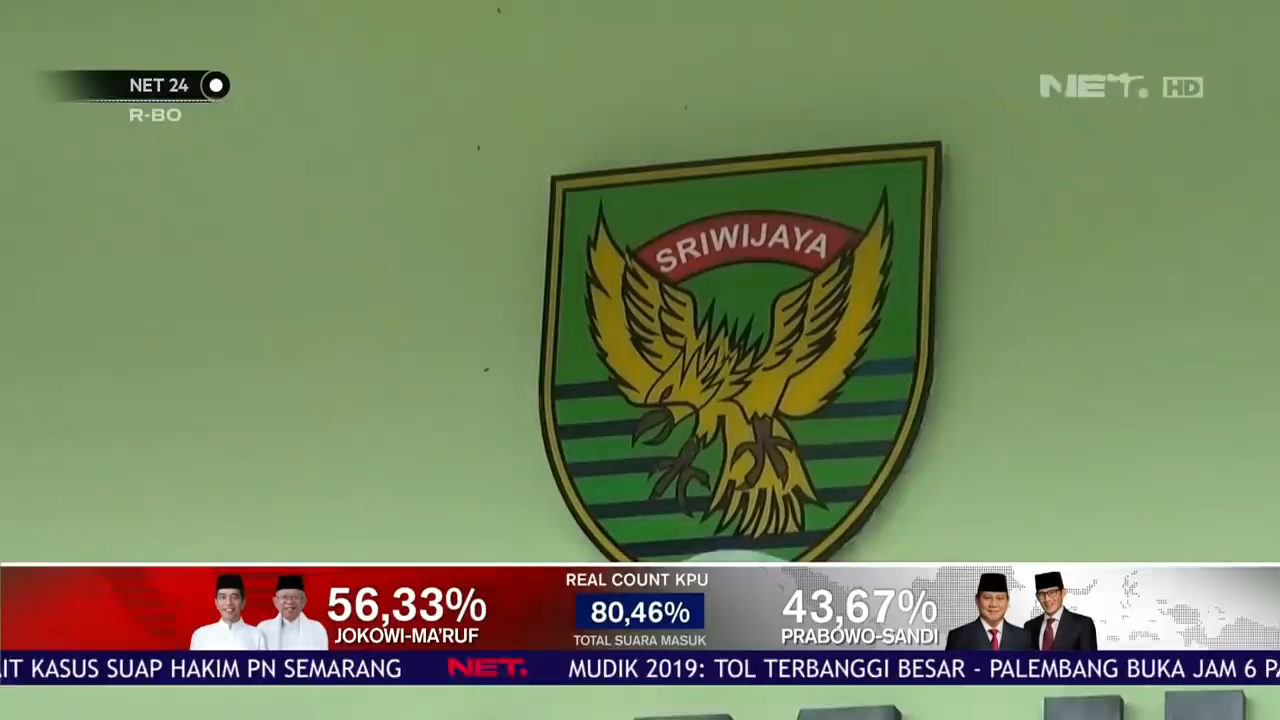 NET 24
R-BO
NET. HD
SRIWIJAYA
REAL COUNT KPU
56,33%
JOKOWI-MA'RUF
80,46%
TOTAL SUARA MASUK
43,67%
PRABOWO-SANDI
IT KASUS SUAP HAKIM PN SEMARANG NET. MUDIK 2019: TOL TERBANGGI BESAR - PALEMBANG BUKA JAM 6 PA